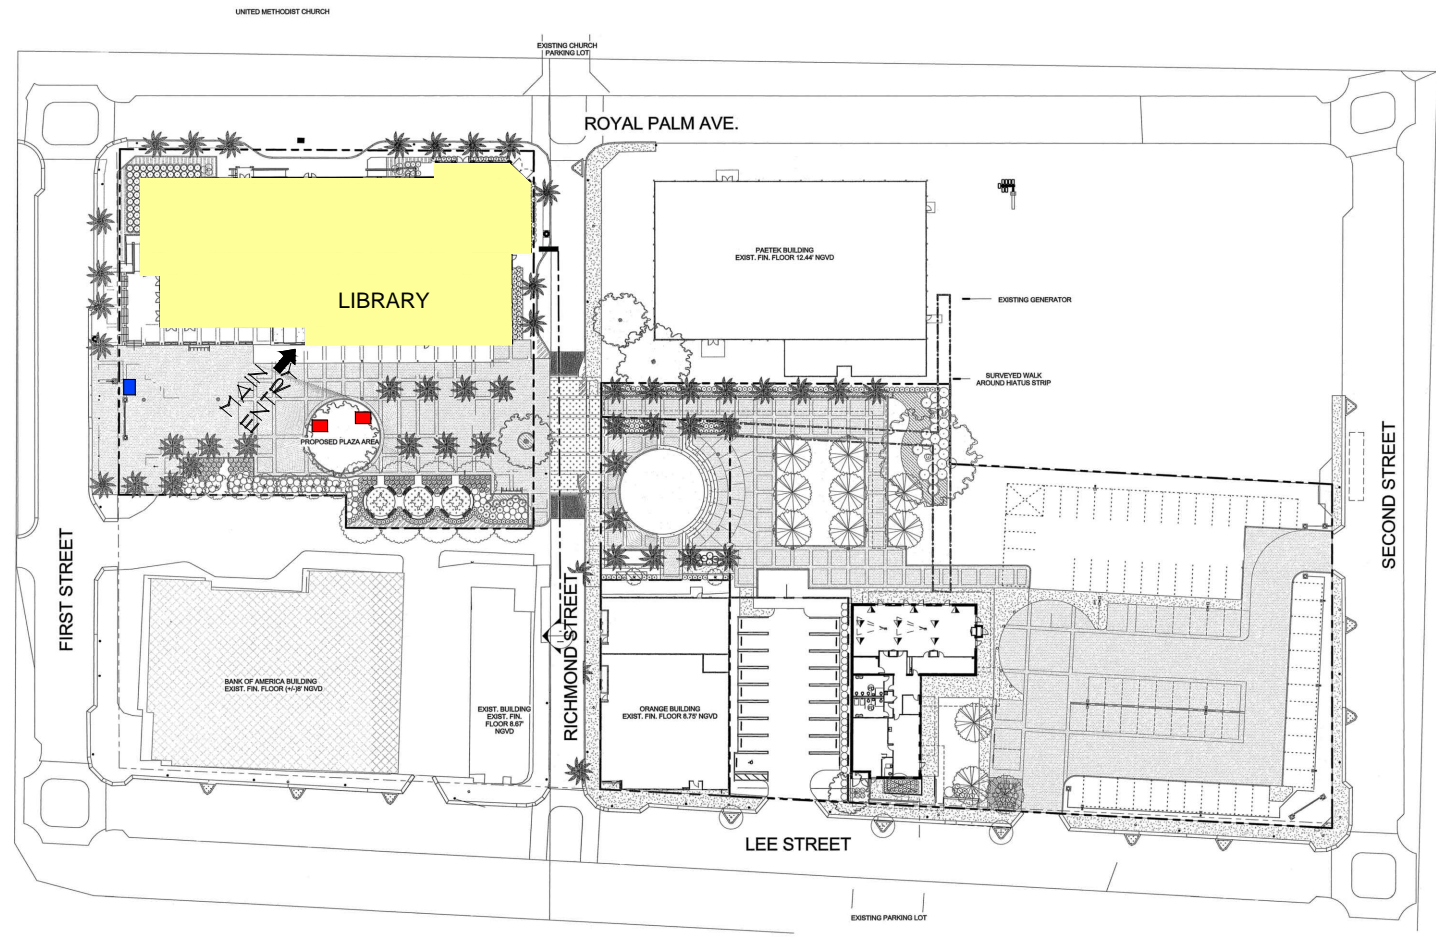 UNITED METHODIST CHURCH
EXISTING CHURCH
PARKING LOT
ROYAL PALM AVE.
PAETEK BUILDING
EXIST. FIN. FLOOR 12.44' NGVD
LIBRARY
EXISTING GENERATOR
SURVEYED WALK
AROUND HIATUS STRIP
MAIN
ENTRY
PROPOSED PLAZA AREA
FIRST STREET
RICHMOND STREET
SECOND STREET
BANK OF AMERICA BUILDING
EXIST. FIN. FLOOR (+/-)8' NGVD
EXIST. BUILDING
EXIST. FIN.
FLOOR 8.67'
NGVD
ORANGE BUILDING
EXIST. FIN. FLOOR 8.75' NGVD
LEE STREET
EXISTING PARKING LOT